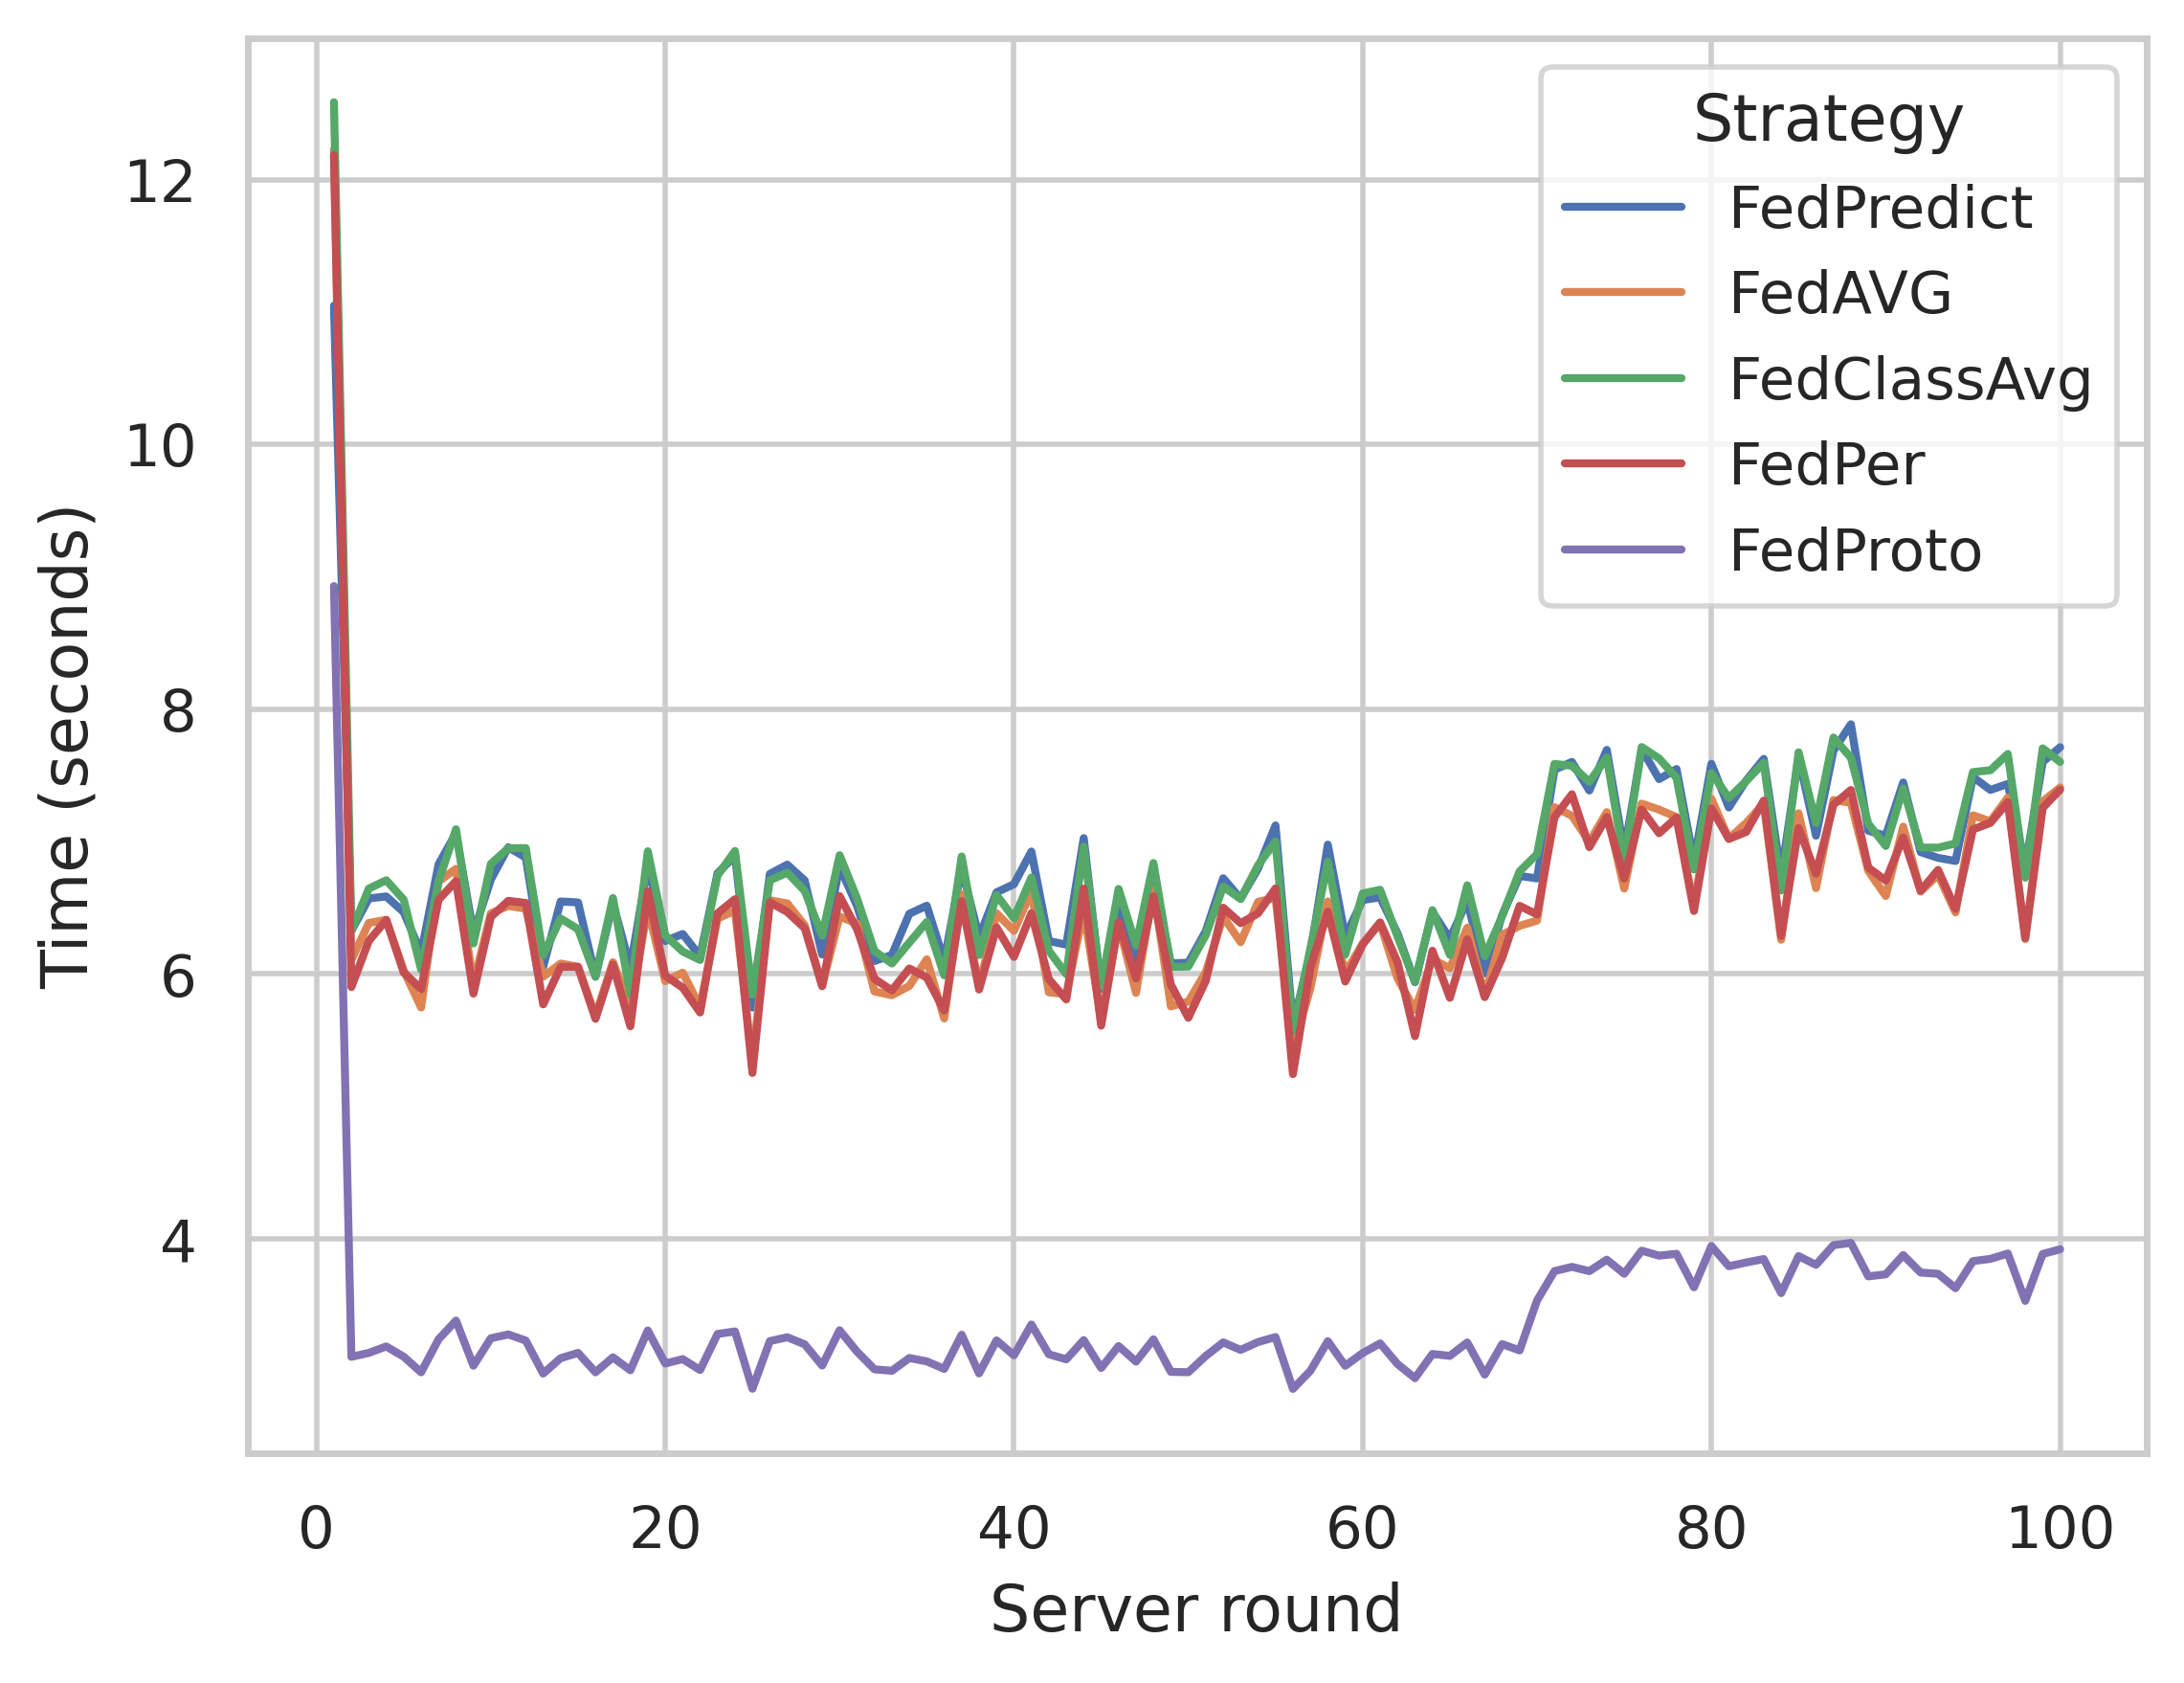 Strategy
FedPredict
FedAVG
FedClassAvg
FedPer
FedProto
12
10
8
6
4
Time (seconds)
0 20 40 60 80 100
Server round